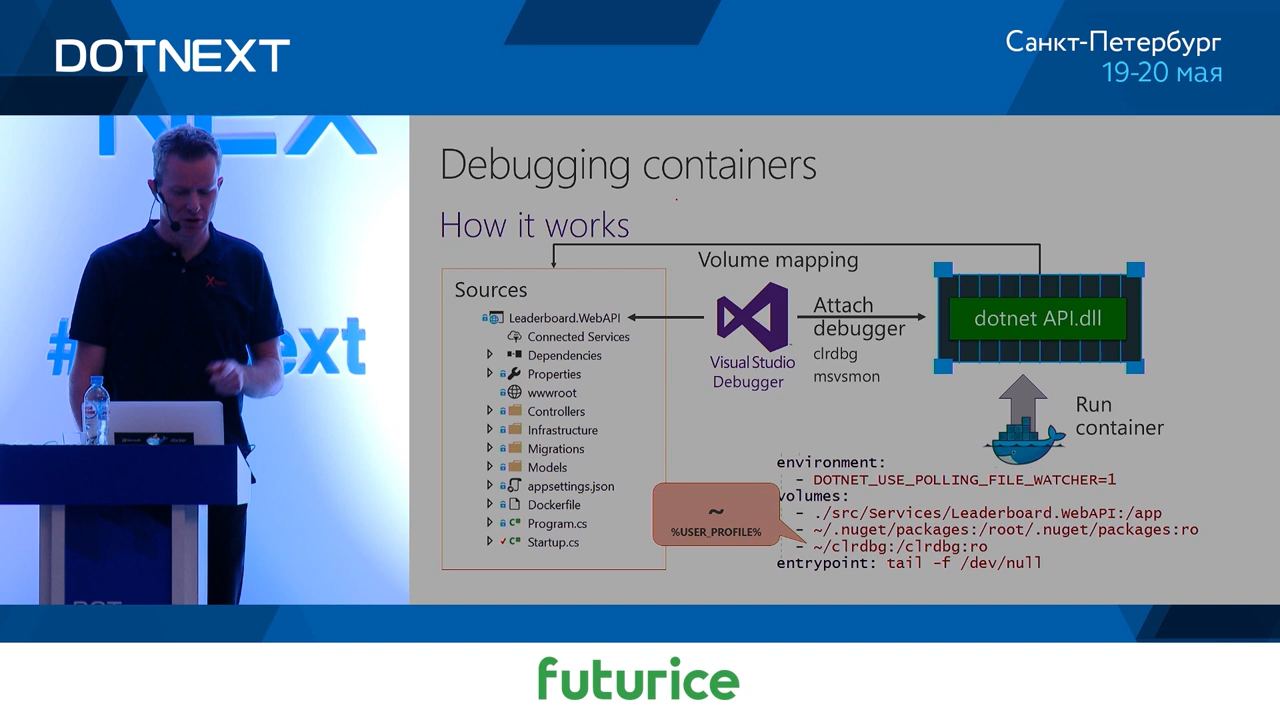 DOTNEXT
Санкт-Петербург
19-20 мая
NEX
#
ext
DOT
Debugging containers
How it works
Volume mapping
Sources
Leaderboard.WebAPI
Connected Services
Dependencies
Properties
wwwroot
Controllers
Infrastructure
Migrations
Models
appsettings.json
Dockerfile
Program.cs
Startup.cs
Visual Studio
Debugger
Attach
debugger
clrdbg
msvsmon
dotnet API.dll
Run
container
environment:
- DOTNET_USE_POLLING_FILE_WATCHER=1
volumes:
- ./src/Services/Leaderboard.WebAPI:/app
- ~/.nuget/packages:/root/.nuget/packages:ro
- ~/clrdbg:/clrdbg:ro
entrypoint: tail -f /dev/null
~
%USER_PROFILE%
futurice